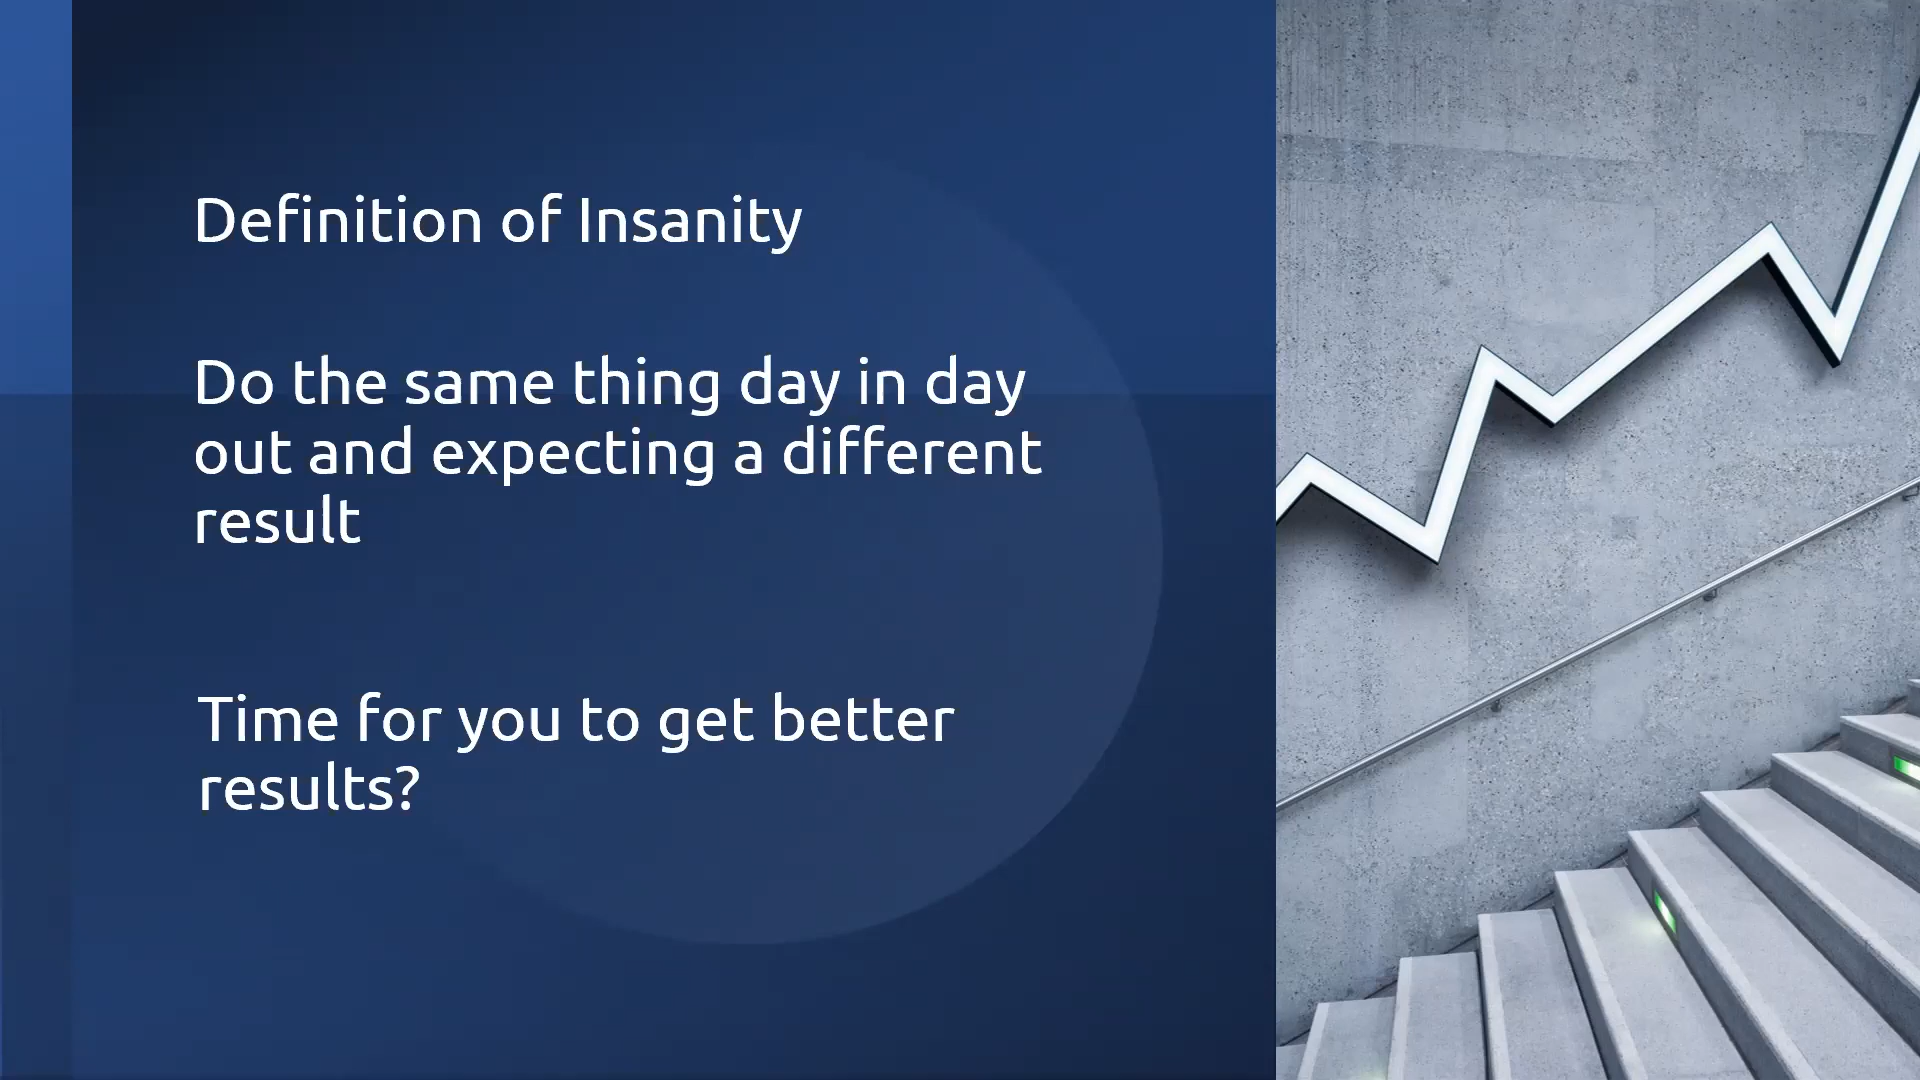 Definition of Insanity
Do the same thing day in day
out and expecting a different
result
Time for you to get better
results?